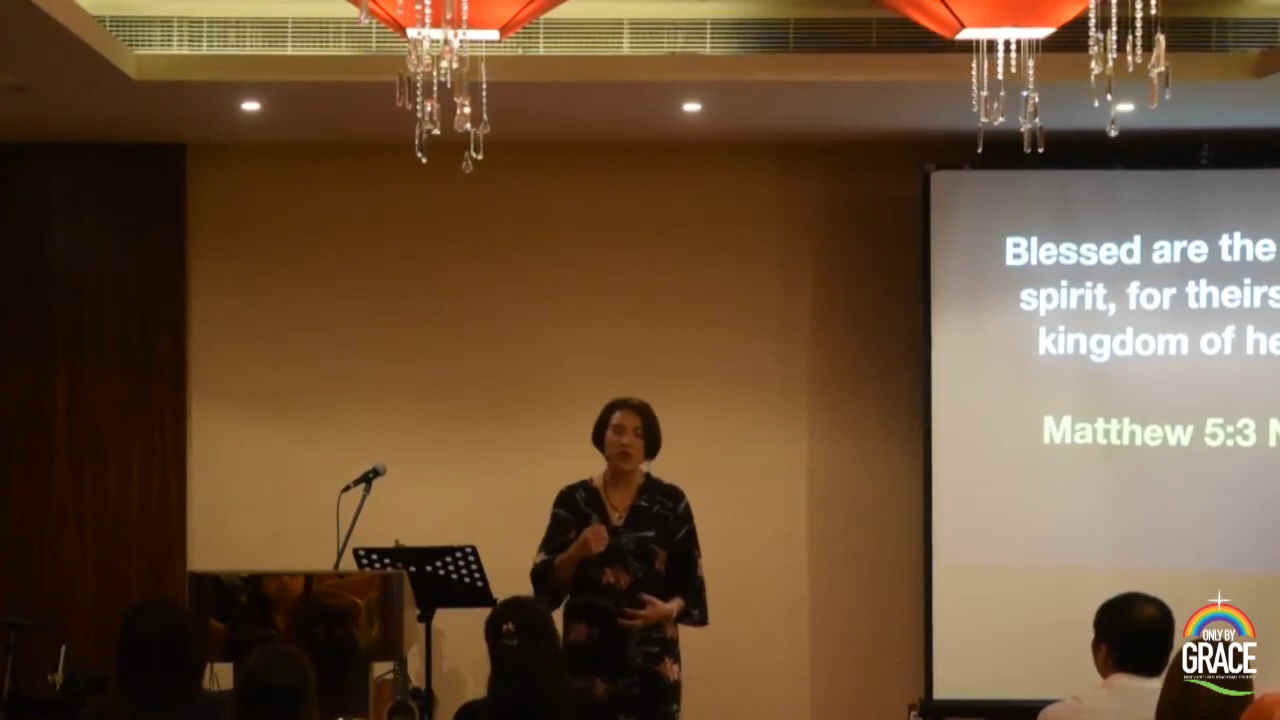 Blessed are the
spirit, for theirs
kingdom of he
Matthew 5:3 N
ONLY BY
GRACE